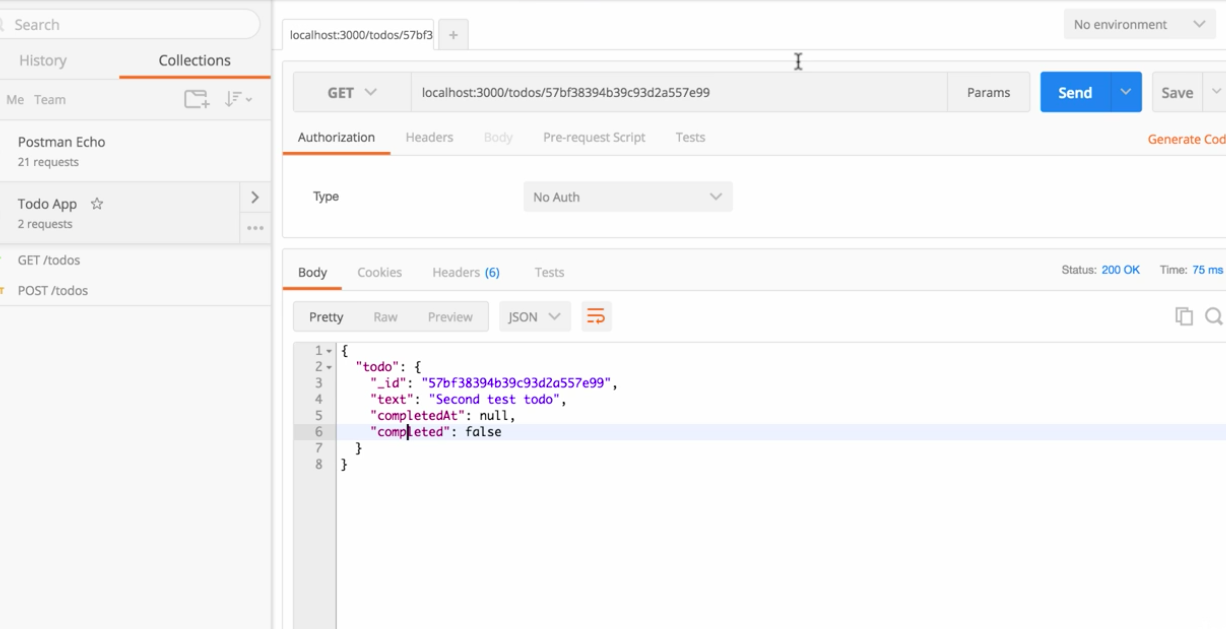 Search
History
Collections
Me Team
Postman Echo
21 requests
Todo App
2 requests
GET /todos
POST /todos
localhost:3000/todos/57bf3
+
No environment
GET
localhost:3000/todos/57bf38394b39c93d2a557e99
Params
Send
Save
Authorization
Headers
Body
Pre-request Script
Tests
Generate Cod
Type
No Auth
Body
Cookies
Headers (6)
Tests
Status: 200 OK
Time: 75 ms
Pretty
Raw
Preview
JSON
1 {
2 "todo": {
3 "_id": "57bf38394b39c93d2a557e99",
4 "text": "Second test todo",
5 "completedAt": null,
6 "completed": false
7 }
8 }